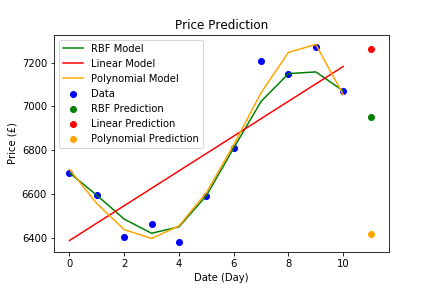 Price Prediction
RBF Model
Linear Model
Polynomial Model
Data
RBF Prediction
Linear Prediction
Polynomial Prediction
7200
7000
6800
6600
6400
Price (£)
0 2 4 6 8 10
Date (Day)